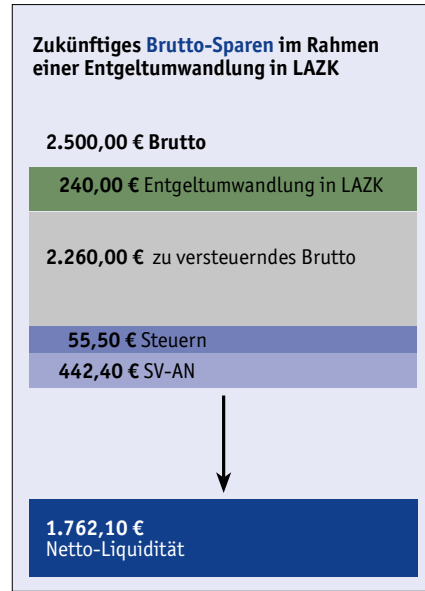 Zukünftiges Brutto-Sparen im Rahmen
einer Entgeltumwandlung in LAZK
2.500,00 € Brutto
240,00 € Entgeltumwandlung in LAZK
2.260,00 € zu versteuerndes Brutto
55,50 € Steuern
442,40 € SV-AN
1.762,10 €
Netto-Liquidität